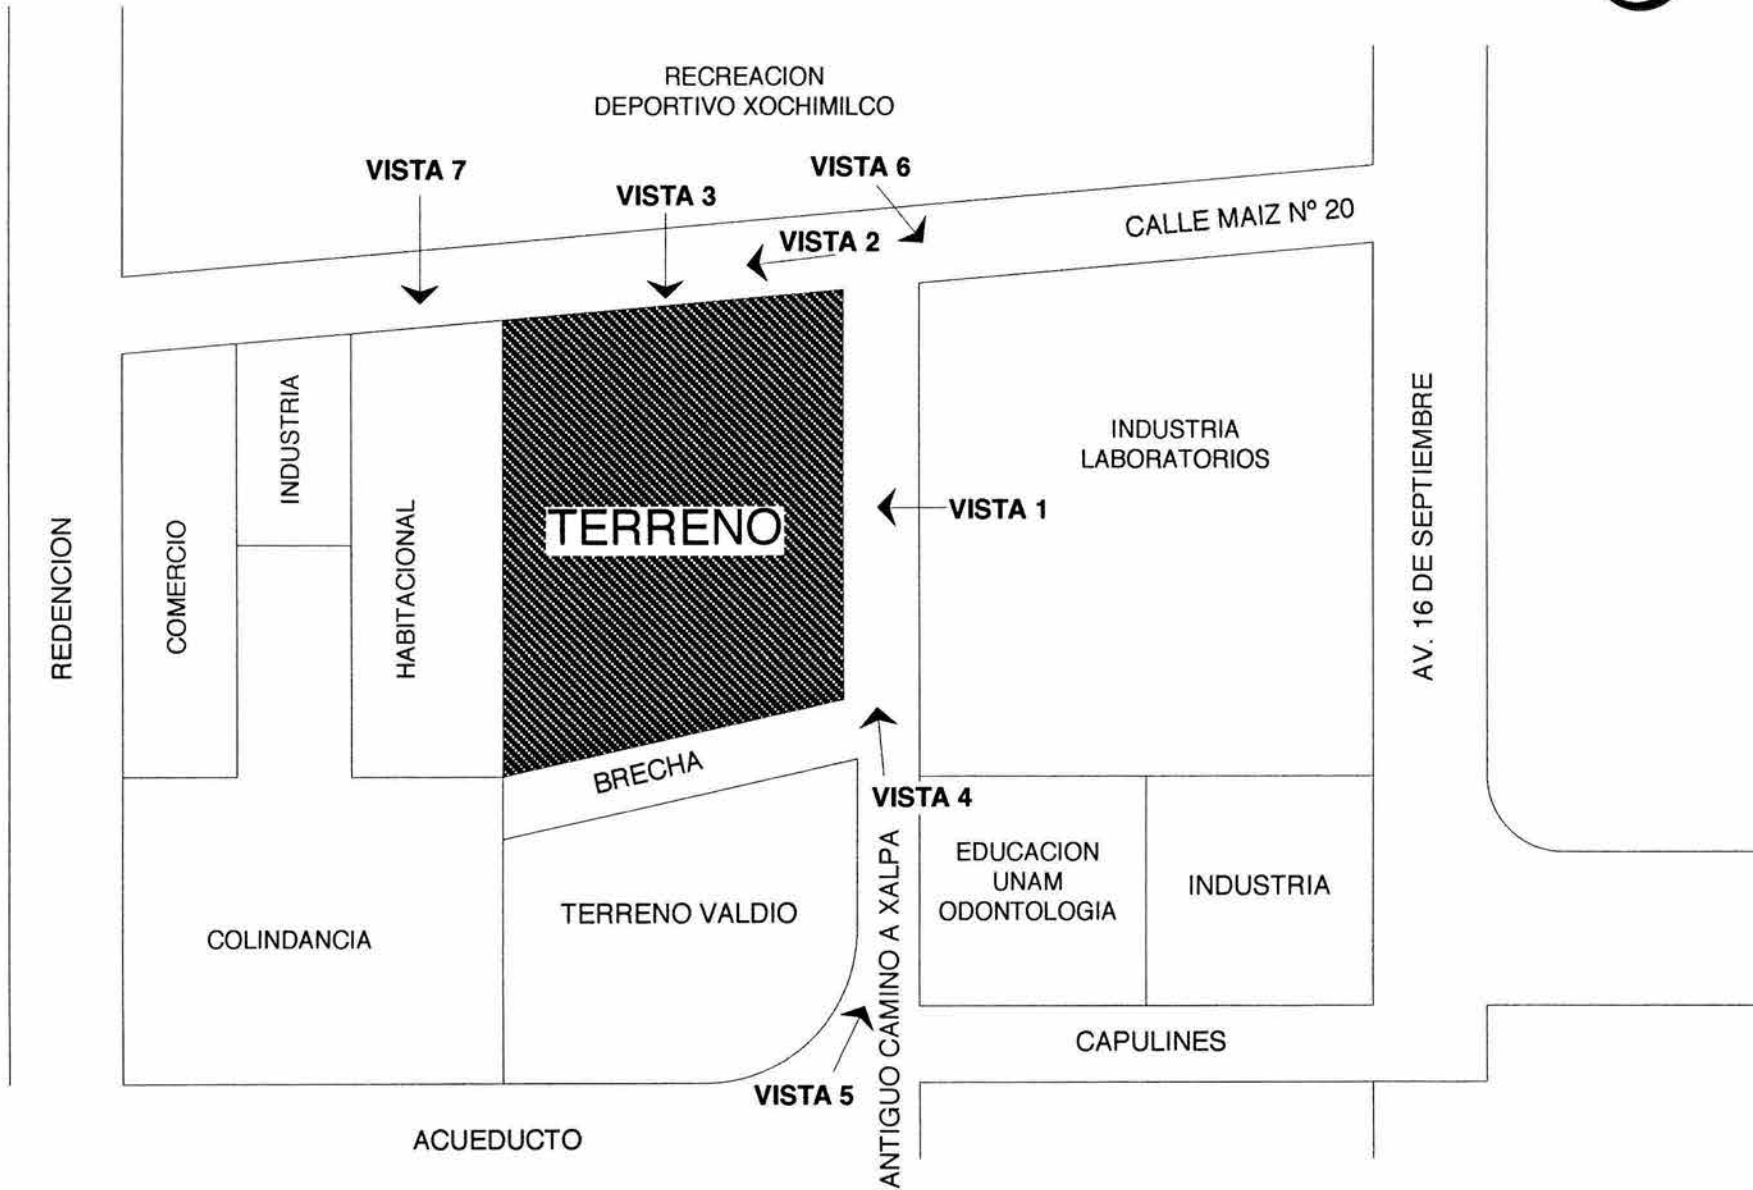 RECREACION
DEPORTIVO XOCHIMILCO
VISTA 7
VISTA 3
VISTA 6
VISTA 2
CALLE MAIZ Nº 20
REDENCION
COMERCIO
INDUSTRIA
HABITACIONAL
TERRENO
VISTA 1
INDUSTRIA
LABORATORIOS
AV. 16 DE SEPTIEMBRE
BRECHA
VISTA 4
COLINDANCIA
TERRENO VALDIO
ANTIGUO CAMINO A XALPA
EDUCACION
UNAM
ODONTOLOGIA
INDUSTRIA
VISTA 5
CAPULINES
ACUEDUCTO